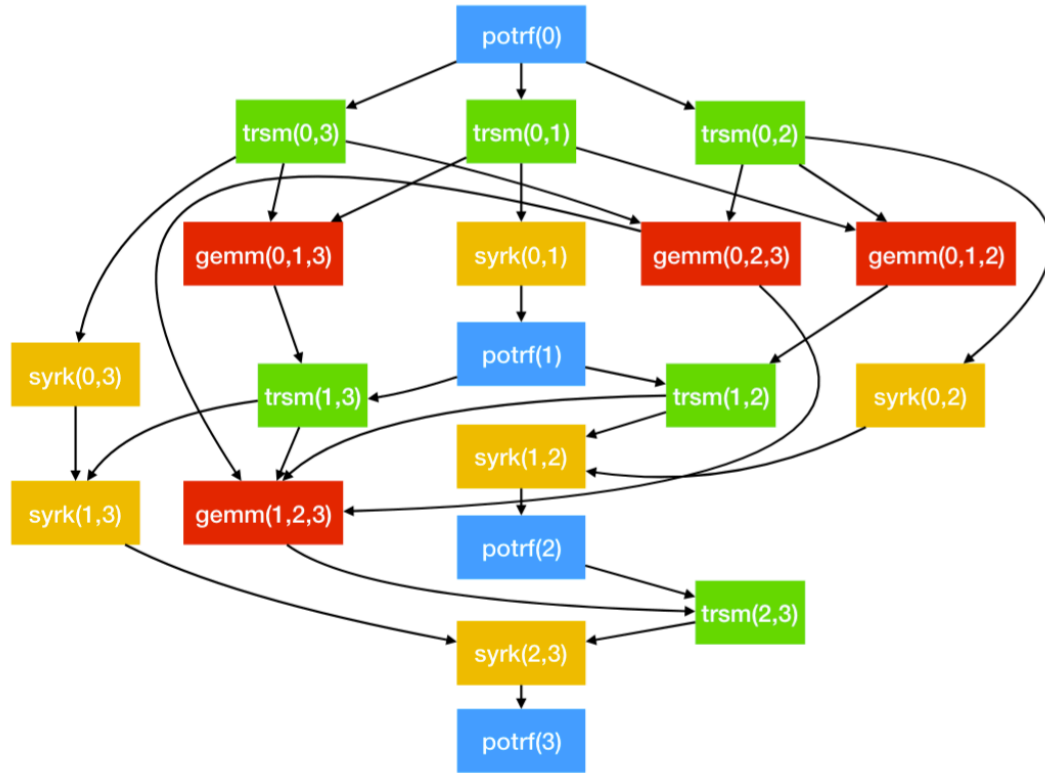 potrf(0)
trsm(0,3)
trsm(0,1)
trsm(0,2)
gemm(0,1,3)
syrk(0,1)
gemm(0,2,3)
gemm(0,1,2)
potrf(1)
syrk(0,3)
trsm(1,3)
trsm(1,2)
syrk(0,2)
syrk(1,2)
syrk(1,3)
gemm(1,2,3)
potrf(2)
trsm(2,3)
syrk(2,3)
potrf(3)